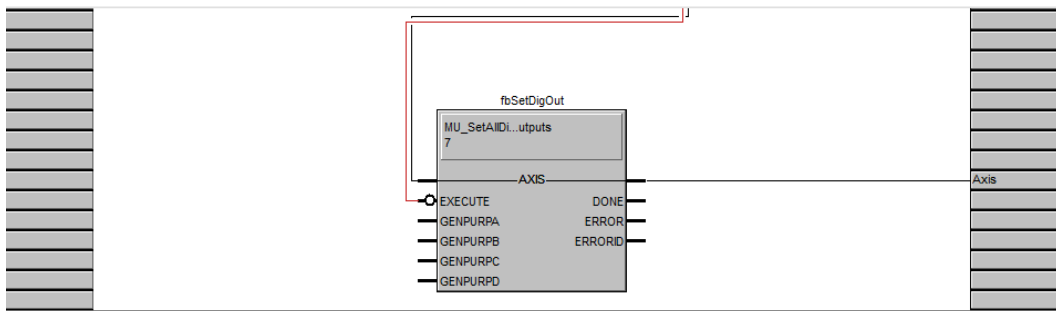 fbSetDigOut
MU_SetAllDi...utputs
7
AXIS
Axis
EXECUTE DONE
GENPURPA ERROR
GENPURPB ERRORID
GENPURPC
GENPURPD